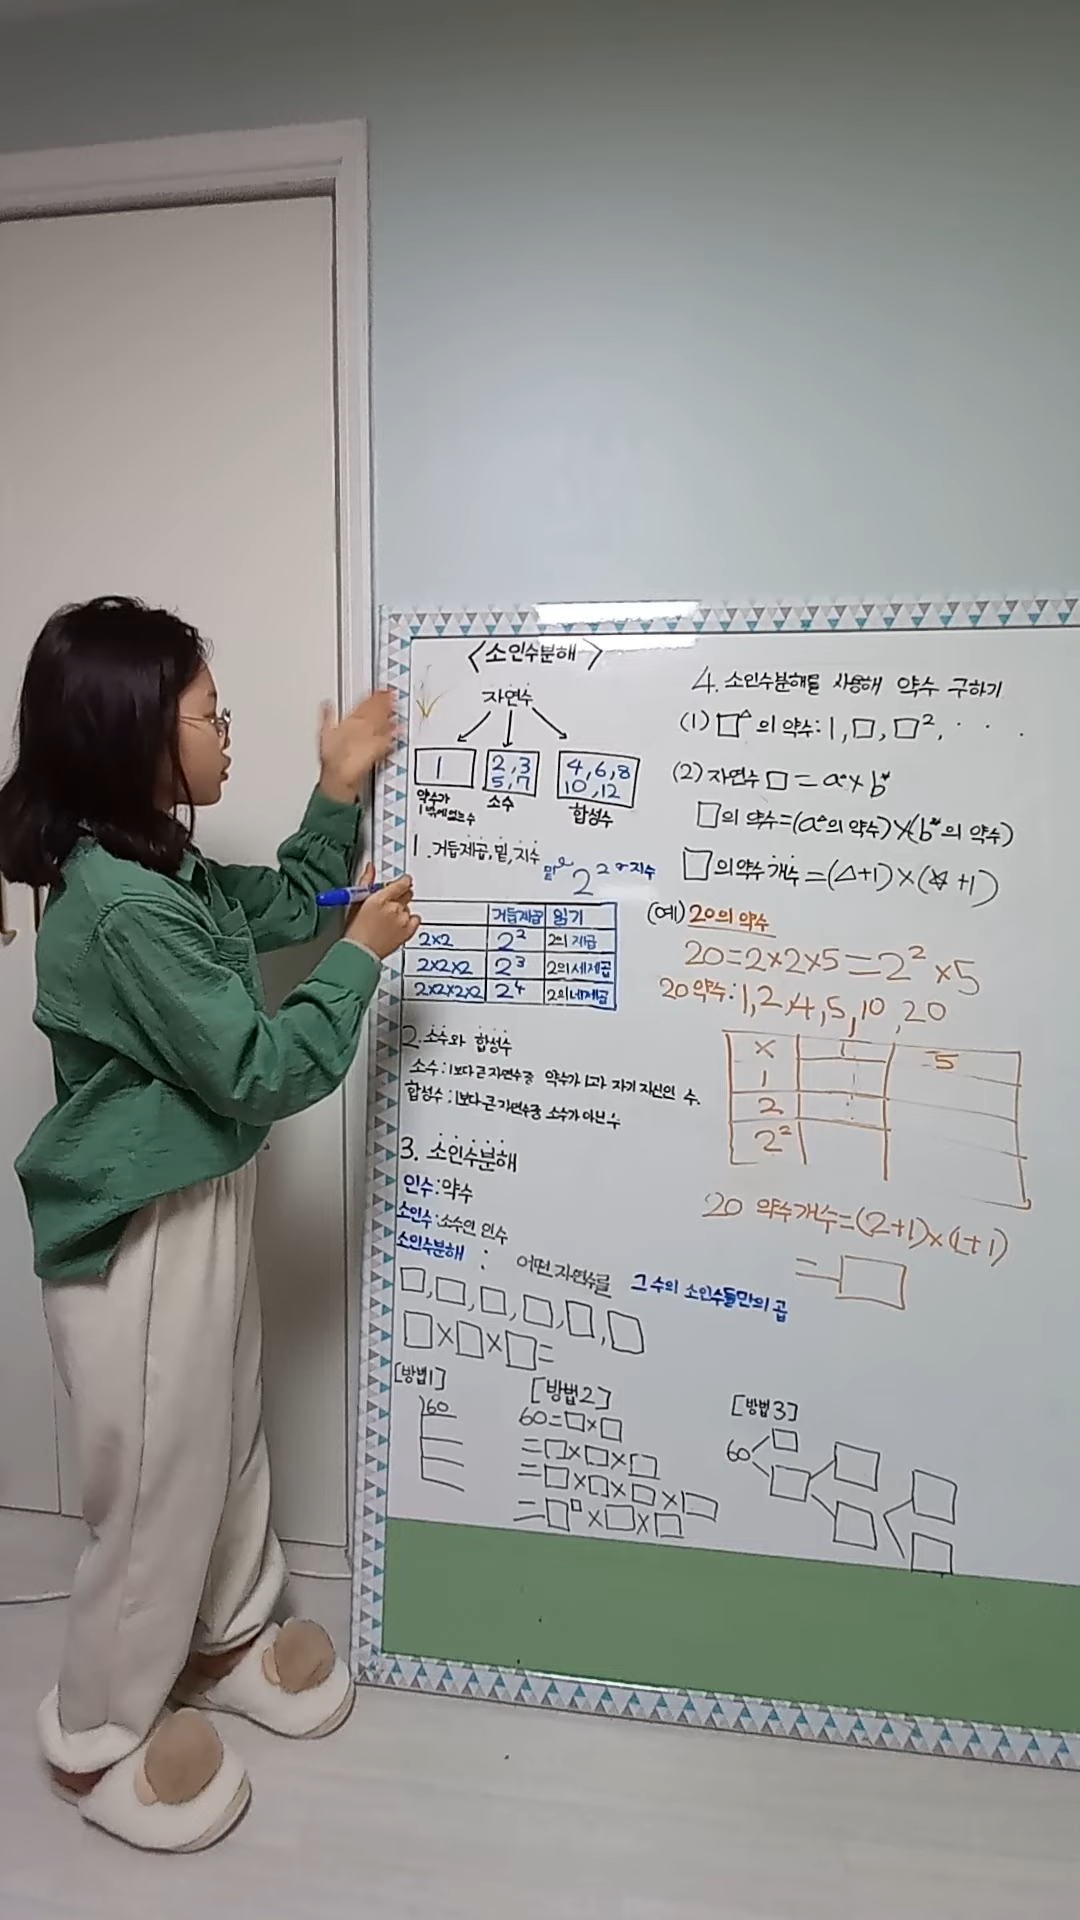 <소인수분해>
자연수
1
2,3
5,7
4,6,8
10,12
약수가
1밖에없는수
소수
합성수
1. 거듭제곱, 밑, 지수
밑 2² 지수
거듭제곱 읽기
2×2 2² 2의 제곱
2×2×2 2³ 2의 세제곱
2×2×2×2 2⁴ 2의 네제곱
2. 소수와 합성수
소수: 1보다 큰 자연수중 약수가 1과 자기 자신인 수.
합성수: 1보다 큰 자연수중 소수가 아닌 수
3. 소인수분해
인수: 약수
소인수: 소수인 인수
소인수분해 : 어떤 자연수를 그 수의 소인수들만의 곱
□,□,□,□,□,□
□×□×□=
[방법1]
)60
[방법2]
60=□×□
=□×□×□
=□×□×□×□
=□^□×□×□
[방법3]
60
4. 소인수분해를 사용해 약수 구하기
(1) □^△의 약수: 1, □, □², · · ·
(2) 자연수 □ = a^△×b^☆
□의 약수=(a^△의 약수)×(b^☆의 약수)
□의 약수 개수=(△+1)×(☆+1)
(예) 20의 약수
20=2×2×5=2²×5
20 약수: 1,2,4,5,10,20
× 1 5
1
2
2²
20 약수 개수=(2+1)×(1+1)
=□